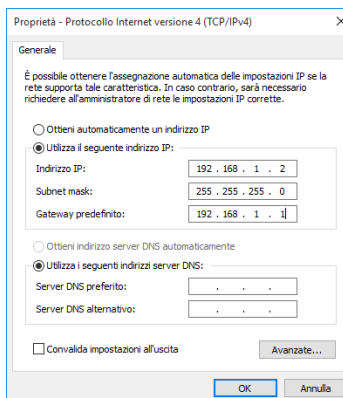 Proprietà - Protocollo Internet versione 4 (TCP/IPv4)
Generale
È possibile ottenere l'assegnazione automatica delle impostazioni IP se la
rete supporta tale caratteristica. In caso contrario, sarà necessario
richiedere all'amministratore di rete le impostazioni IP corrette.
Ottieni automaticamente un indirizzo IP
Utilizza il seguente indirizzo IP:
Indirizzo IP: 192 . 168 . 1 . 2
Subnet mask: 255 . 255 . 255 . 0
Gateway predefinito: 192 . 168 . 1 . 1
Ottieni indirizzo server DNS automaticamente
Utilizza i seguenti indirizzi server DNS:
Server DNS preferito: . . .
Server DNS alternativo: . . .
Convalida impostazioni all'uscita Avanzate...
OK Annulla